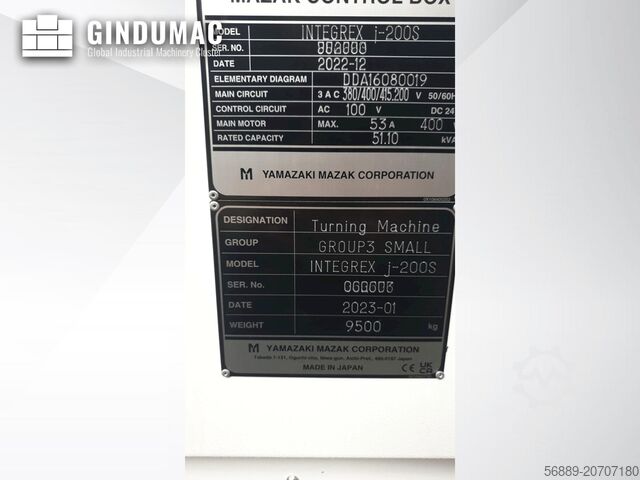 GINDUMAC
Global Industrial Machinery Cluster
MAZAK CONTROL BOX
MODEL INTEGREX j-200S
SER. NO.
DATE 2022-12
ELEMENTARY DIAGRAM DDA16080019
MAIN CIRCUIT 3 A C 380/400/415,200 V 50/60H
CONTROL CIRCUIT AC 100 V DC 24
MAIN MOTOR MAX. 53 A 400 V
RATED CAPACITY 51.10 kVA
M YAMAZAKI MAZAK CORPORATION
DESIGNATION Turning Machine
GROUP GROUP3 SMALL
MODEL INTEGREX j-200S
SER. No.
DATE 2023-01
WEIGHT 9500 kg
M YAMAZAKI MAZAK CORPORATION
MADE IN JAPAN CE UK CA
56889-20707180